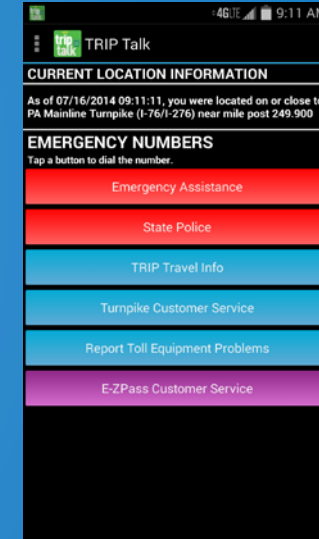 4G LTE 9:11 AM
trip talk TRIP Talk
CURRENT LOCATION INFORMATION
As of 07/16/2014 09:11:11, you were located on or close to
PA Mainline Turnpike (I-76/I-276) near mile post 249.900
EMERGENCY NUMBERS
Tap a button to dial the number.
Emergency Assistance
State Police
TRIP Travel Info
Turnpike Customer Service
Report Toll Equipment Problems
E-ZPass Customer Service